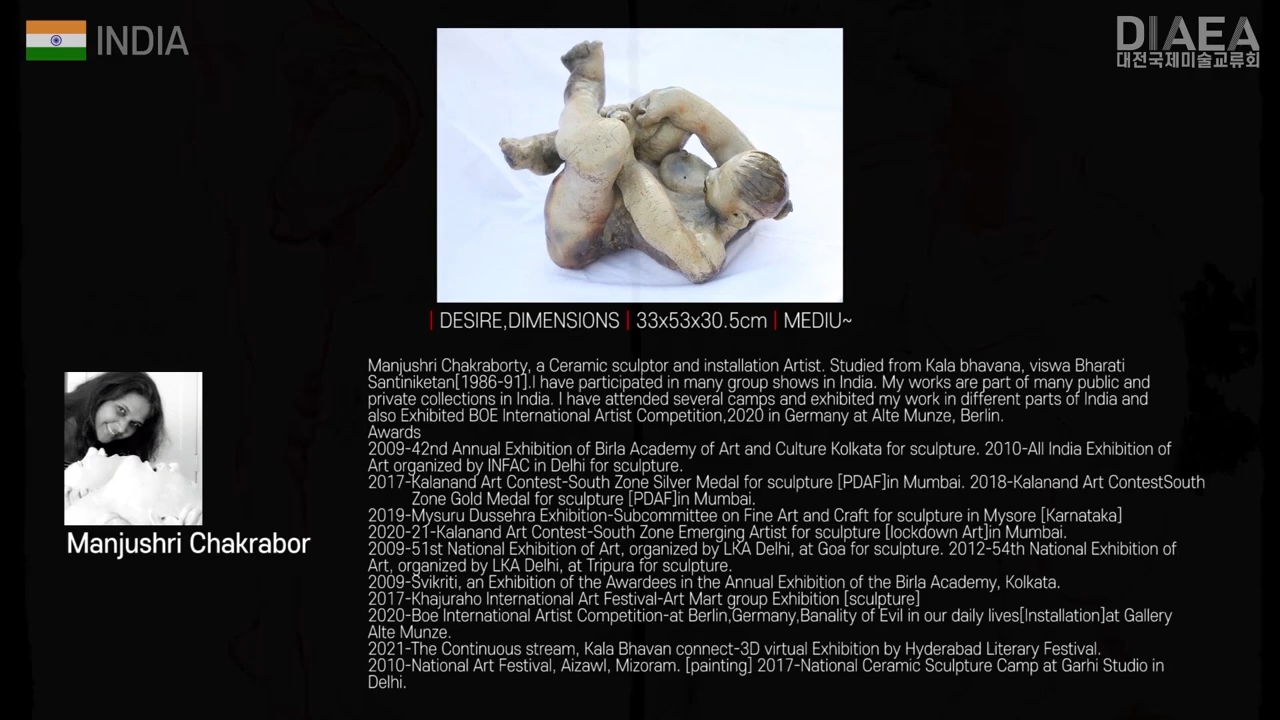 INDIA
DIAEA
대전국제미술교류회
| DESIRE,DIMENSIONS | 33x53x30.5cm | MEDIU~
Manjushri Chakraborty, a Ceramic sculptor and installation Artist. Studied from Kala bhavana, viswa Bharati
Santiniketan[1986-91].I have participated in many group shows in India. My works are part of many public and
private collections in India. I have attended several camps and exhibited my work in different parts of India and
also Exhibited BOE International Artist Competition,2020 in Germany at Alte Munze, Berlin.
Awards
2009-42nd Annual Exhibition of Birla Academy of Art and Culture Kolkata for sculpture. 2010-All India Exhibition of
Art organized by INFAC in Delhi for sculpture.
2017-Kalanand Art Contest-South Zone Silver Medal for sculpture [PDAF]in Mumbai. 2018-Kalanand Art ContestSouth
Zone Gold Medal for sculpture [PDAF]in Mumbai.
2019-Mysuru Dussehra Exhibition-Subcommittee on Fine Art and Craft for sculpture in Mysore [Karnataka]
2020-21-Kalanand Art Contest-South Zone Emerging Artist for sculpture [lockdown Art]in Mumbai.
2009-51st National Exhibition of Art, organized by LKA Delhi, at Goa for sculpture. 2012-54th National Exhibition of
Art, organized by LKA Delhi, at Tripura for sculpture.
2009-Svikriti, an Exhibition of the Awardees in the Annual Exhibition of the Birla Academy, Kolkata.
2017-Khajuraho International Art Festival-Art Mart group Exhibition [sculpture]
2020-Boe International Artist Competition-at Berlin,Germany,Banality of Evil in our daily lives[Installation]at Gallery
Alte Munze.
2021-The Continuous stream, Kala Bhavan connect-3D virtual Exhibition by Hyderabad Literary Festival.
2010-National Art Festival, Aizawl, Mizoram. [painting] 2017-National Ceramic Sculpture Camp at Garhi Studio in
Delhi.
Manjushri Chakrabor